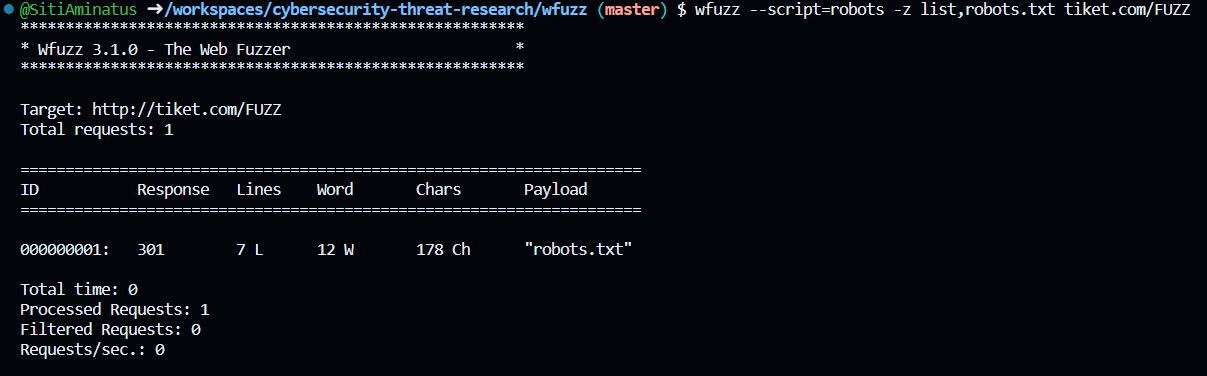 @SitiAminatus ➜/workspaces/cybersecurity-threat-research/wfuzz (master) $ wfuzz --script=robots -z list,robots.txt tiket.com/FUZZ
********************************************************
* Wfuzz 3.1.0 - The Web Fuzzer                         *
********************************************************
Target: http://tiket.com/FUZZ
Total requests: 1
=====================================================================
ID           Response   Lines    Word       Chars       Payload
=====================================================================
000000001:   301        7 L      12 W       178 Ch      "robots.txt"
Total time: 0
Processed Requests: 1
Filtered Requests: 0
Requests/sec.: 0